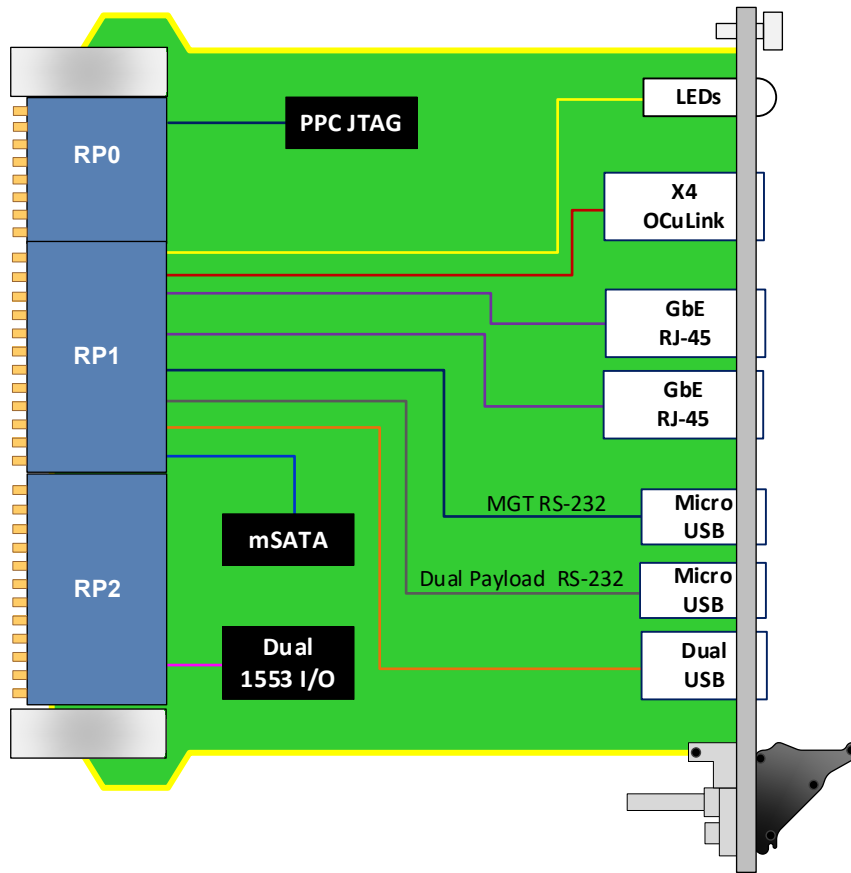 LEDs
PPC JTAG
RP0
X4
OCuLink
GbE
RJ-45
RP1
GbE
RJ-45
MGT RS-232
Micro
USB
mSATA
Dual Payload  RS-232
Micro
USB
RP2
Dual
1553 I/O
Dual
USB